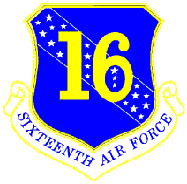 16
SIXTEENTH AIR FORCE